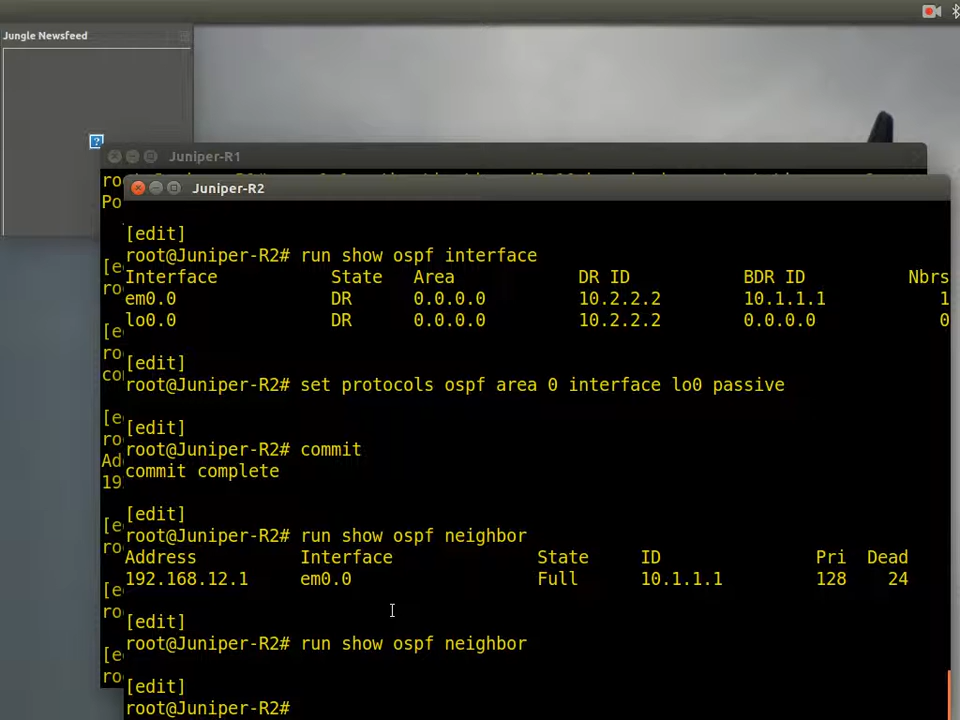 Jungle Newsfeed
?
Juniper-R1
Juniper-R2
Po
[e
[e
co
[e
Ad
19
[e
[e
[e
[edit]
root@Juniper-R2# run show ospf interface
Interface State Area DR ID BDR ID Nbrs
em0.0 DR 0.0.0.0 10.2.2.2 10.1.1.1 1
lo0.0 DR 0.0.0.0 10.2.2.2 0.0.0.0 0
[edit]
root@Juniper-R2# set protocols ospf area 0 interface lo0 passive
[edit]
root@Juniper-R2# commit
commit complete
[edit]
root@Juniper-R2# run show ospf neighbor
Address Interface State ID Pri Dead
192.168.12.1 em0.0 Full 10.1.1.1 128 24
[edit]
root@Juniper-R2# run show ospf neighbor
[edit]
root@Juniper-R2#